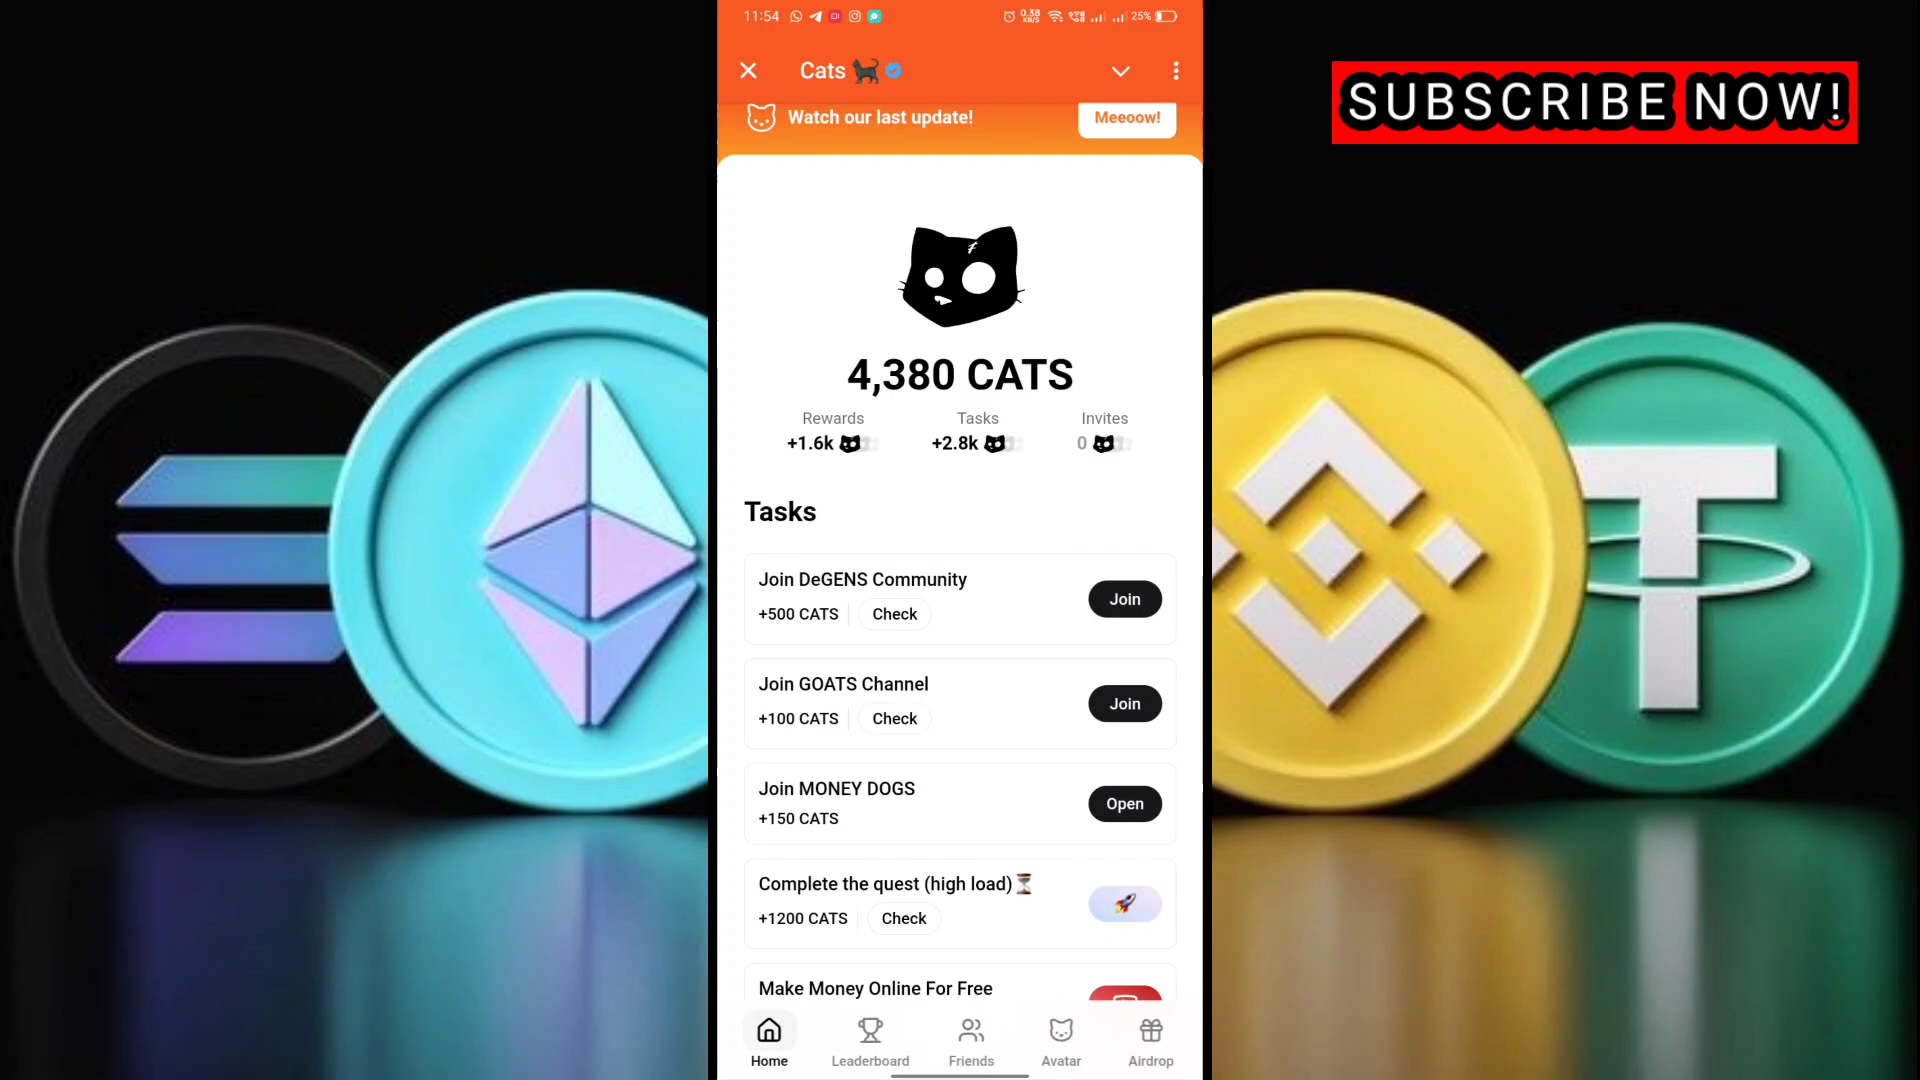 11:54
0.38
KB/S
25%
Cats
SUBSCRIBE NOW!
Watch our last update!
Meeoow!
4,380 CATS
Rewards
Tasks
Invites
+1.6k
+2.8k
0
Tasks
Join DeGENS Community
+500 CATS
Check
Join
Join GOATS Channel
+100 CATS
Check
Join
Join MONEY DOGS
+150 CATS
Open
Complete the quest (high load)⏳
+1200 CATS
Check
Make Money Online For Free
Home
Leaderboard
Friends
Avatar
Airdrop